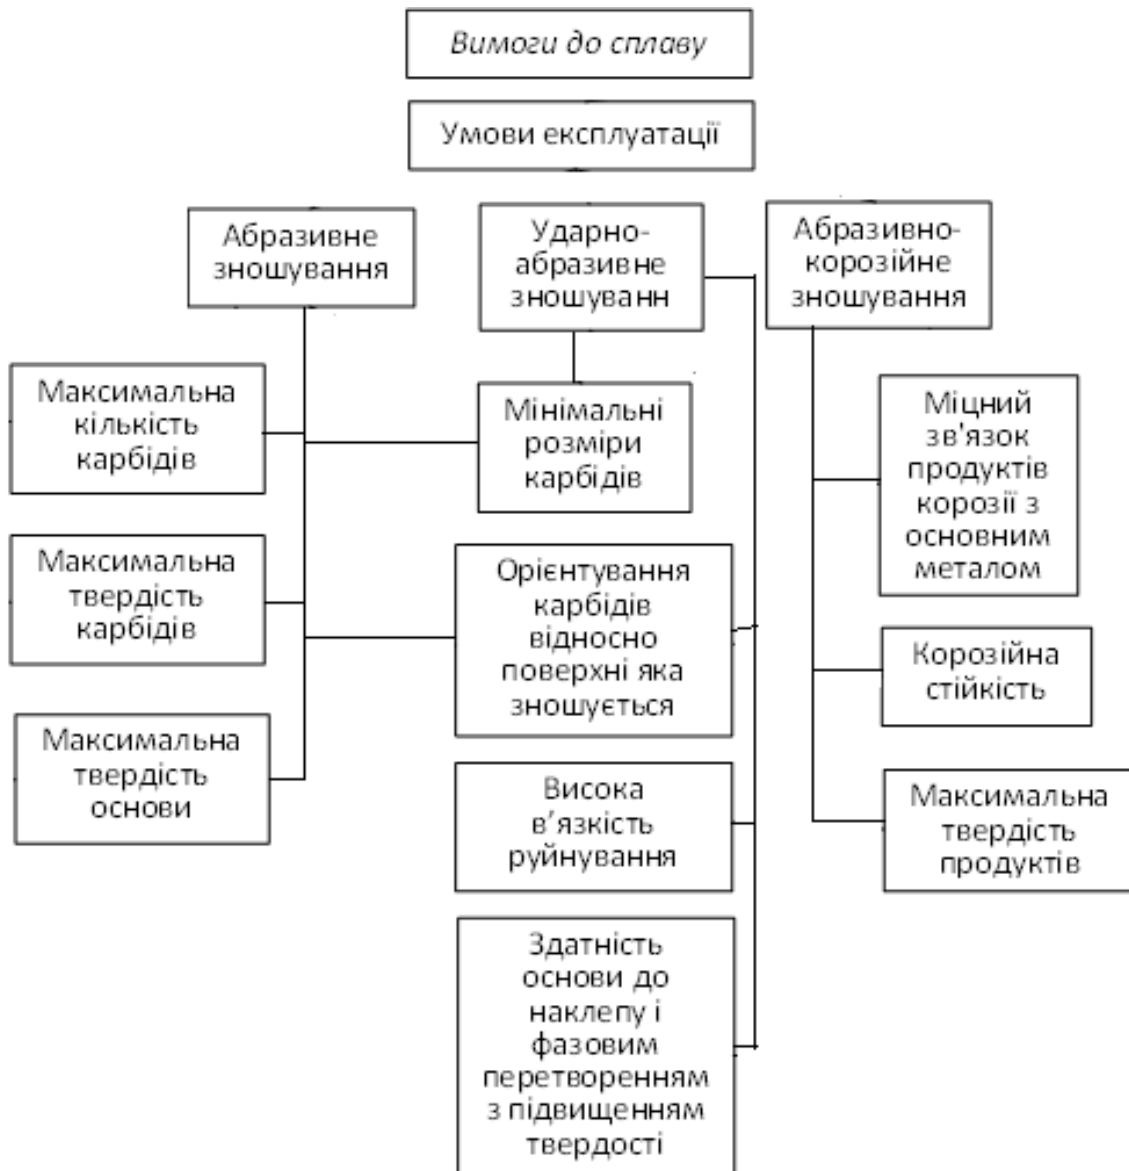 Вимоги до сплаву
Умови експлуатації
Абразивне
зношування
Ударно-
абразивне
зношуванн
Абразивно-
корозійне
зношування
Максимальна
кількість
карбідів
Мінімальні
розміри
карбідів
Міцний
зв'язок
продуктів
корозії з
основним
металом
Максимальна
твердість
карбідів
Орієнтування
карбідів
відносно
поверхні яка
зношується
Корозійна
стійкість
Максимальна
твердість
основи
Висока
в’язкість
руйнування
Максимальна
твердість
продуктів
Здатність
основи до
наклепу і
фазовим
перетворенням
з підвищенням
твердості